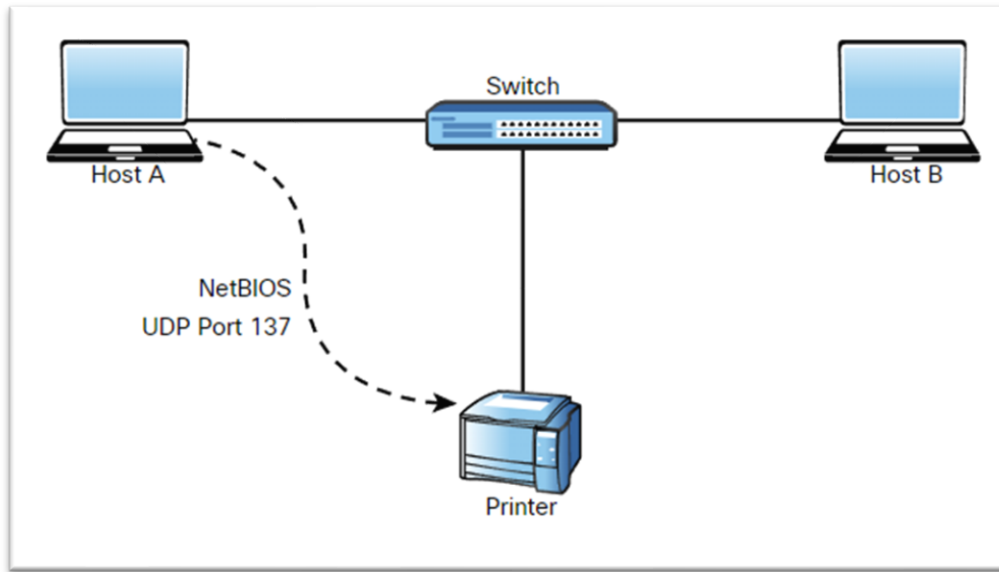 Switch
Host A
Host B
NetBIOS
UDP Port 137
Printer